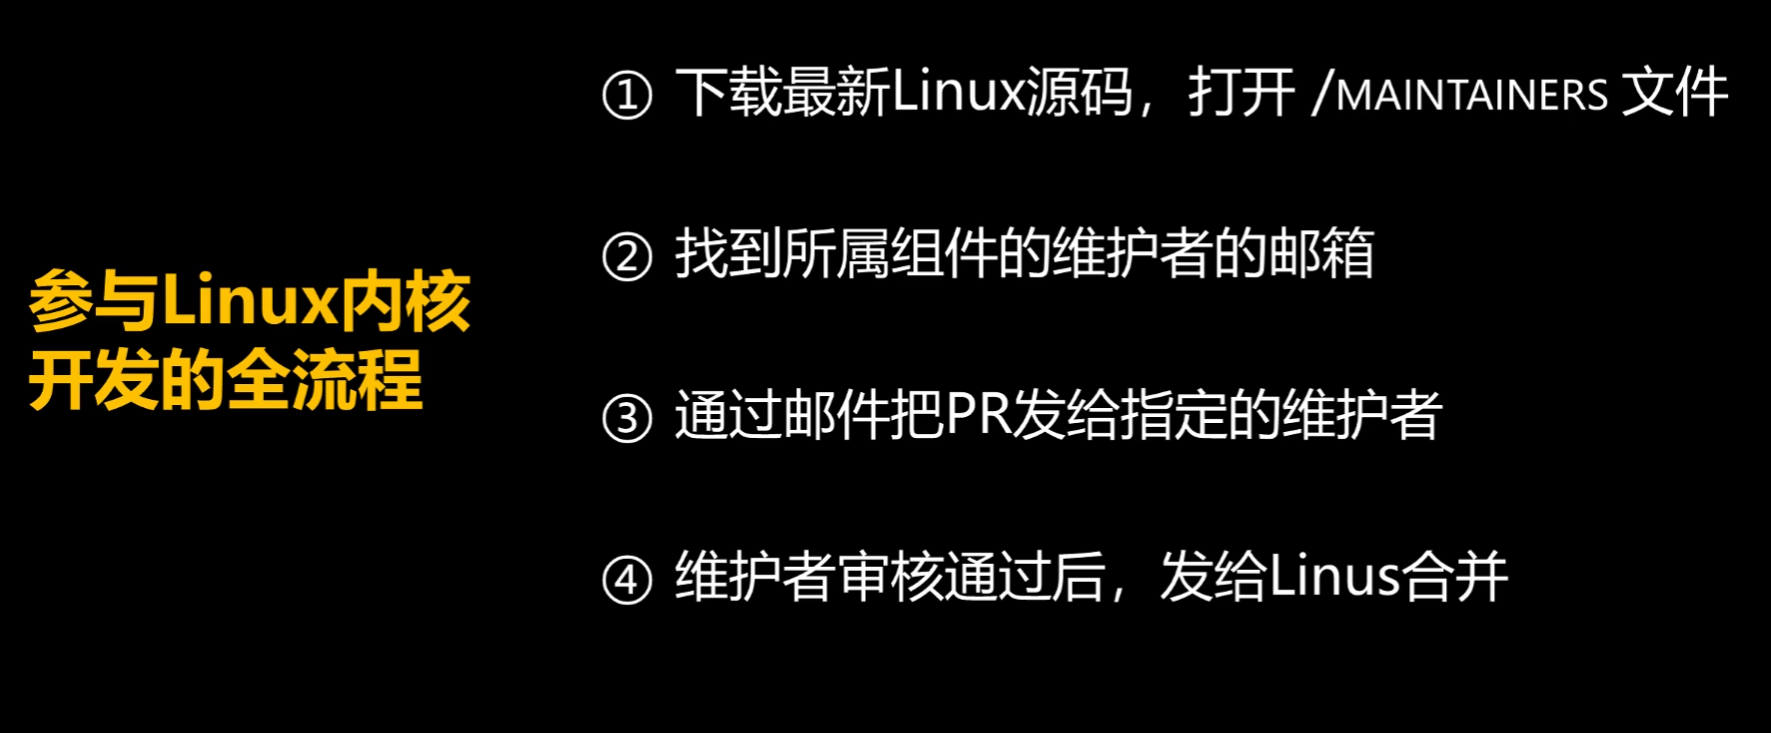 参与Linux内核
开发的全流程
① 下载最新Linux源码，打开 /MAINTAINERS 文件
② 找到所属组件的维护者的邮箱
③ 通过邮件把PR发给指定的维护者
④ 维护者审核通过后，发给Linus合并